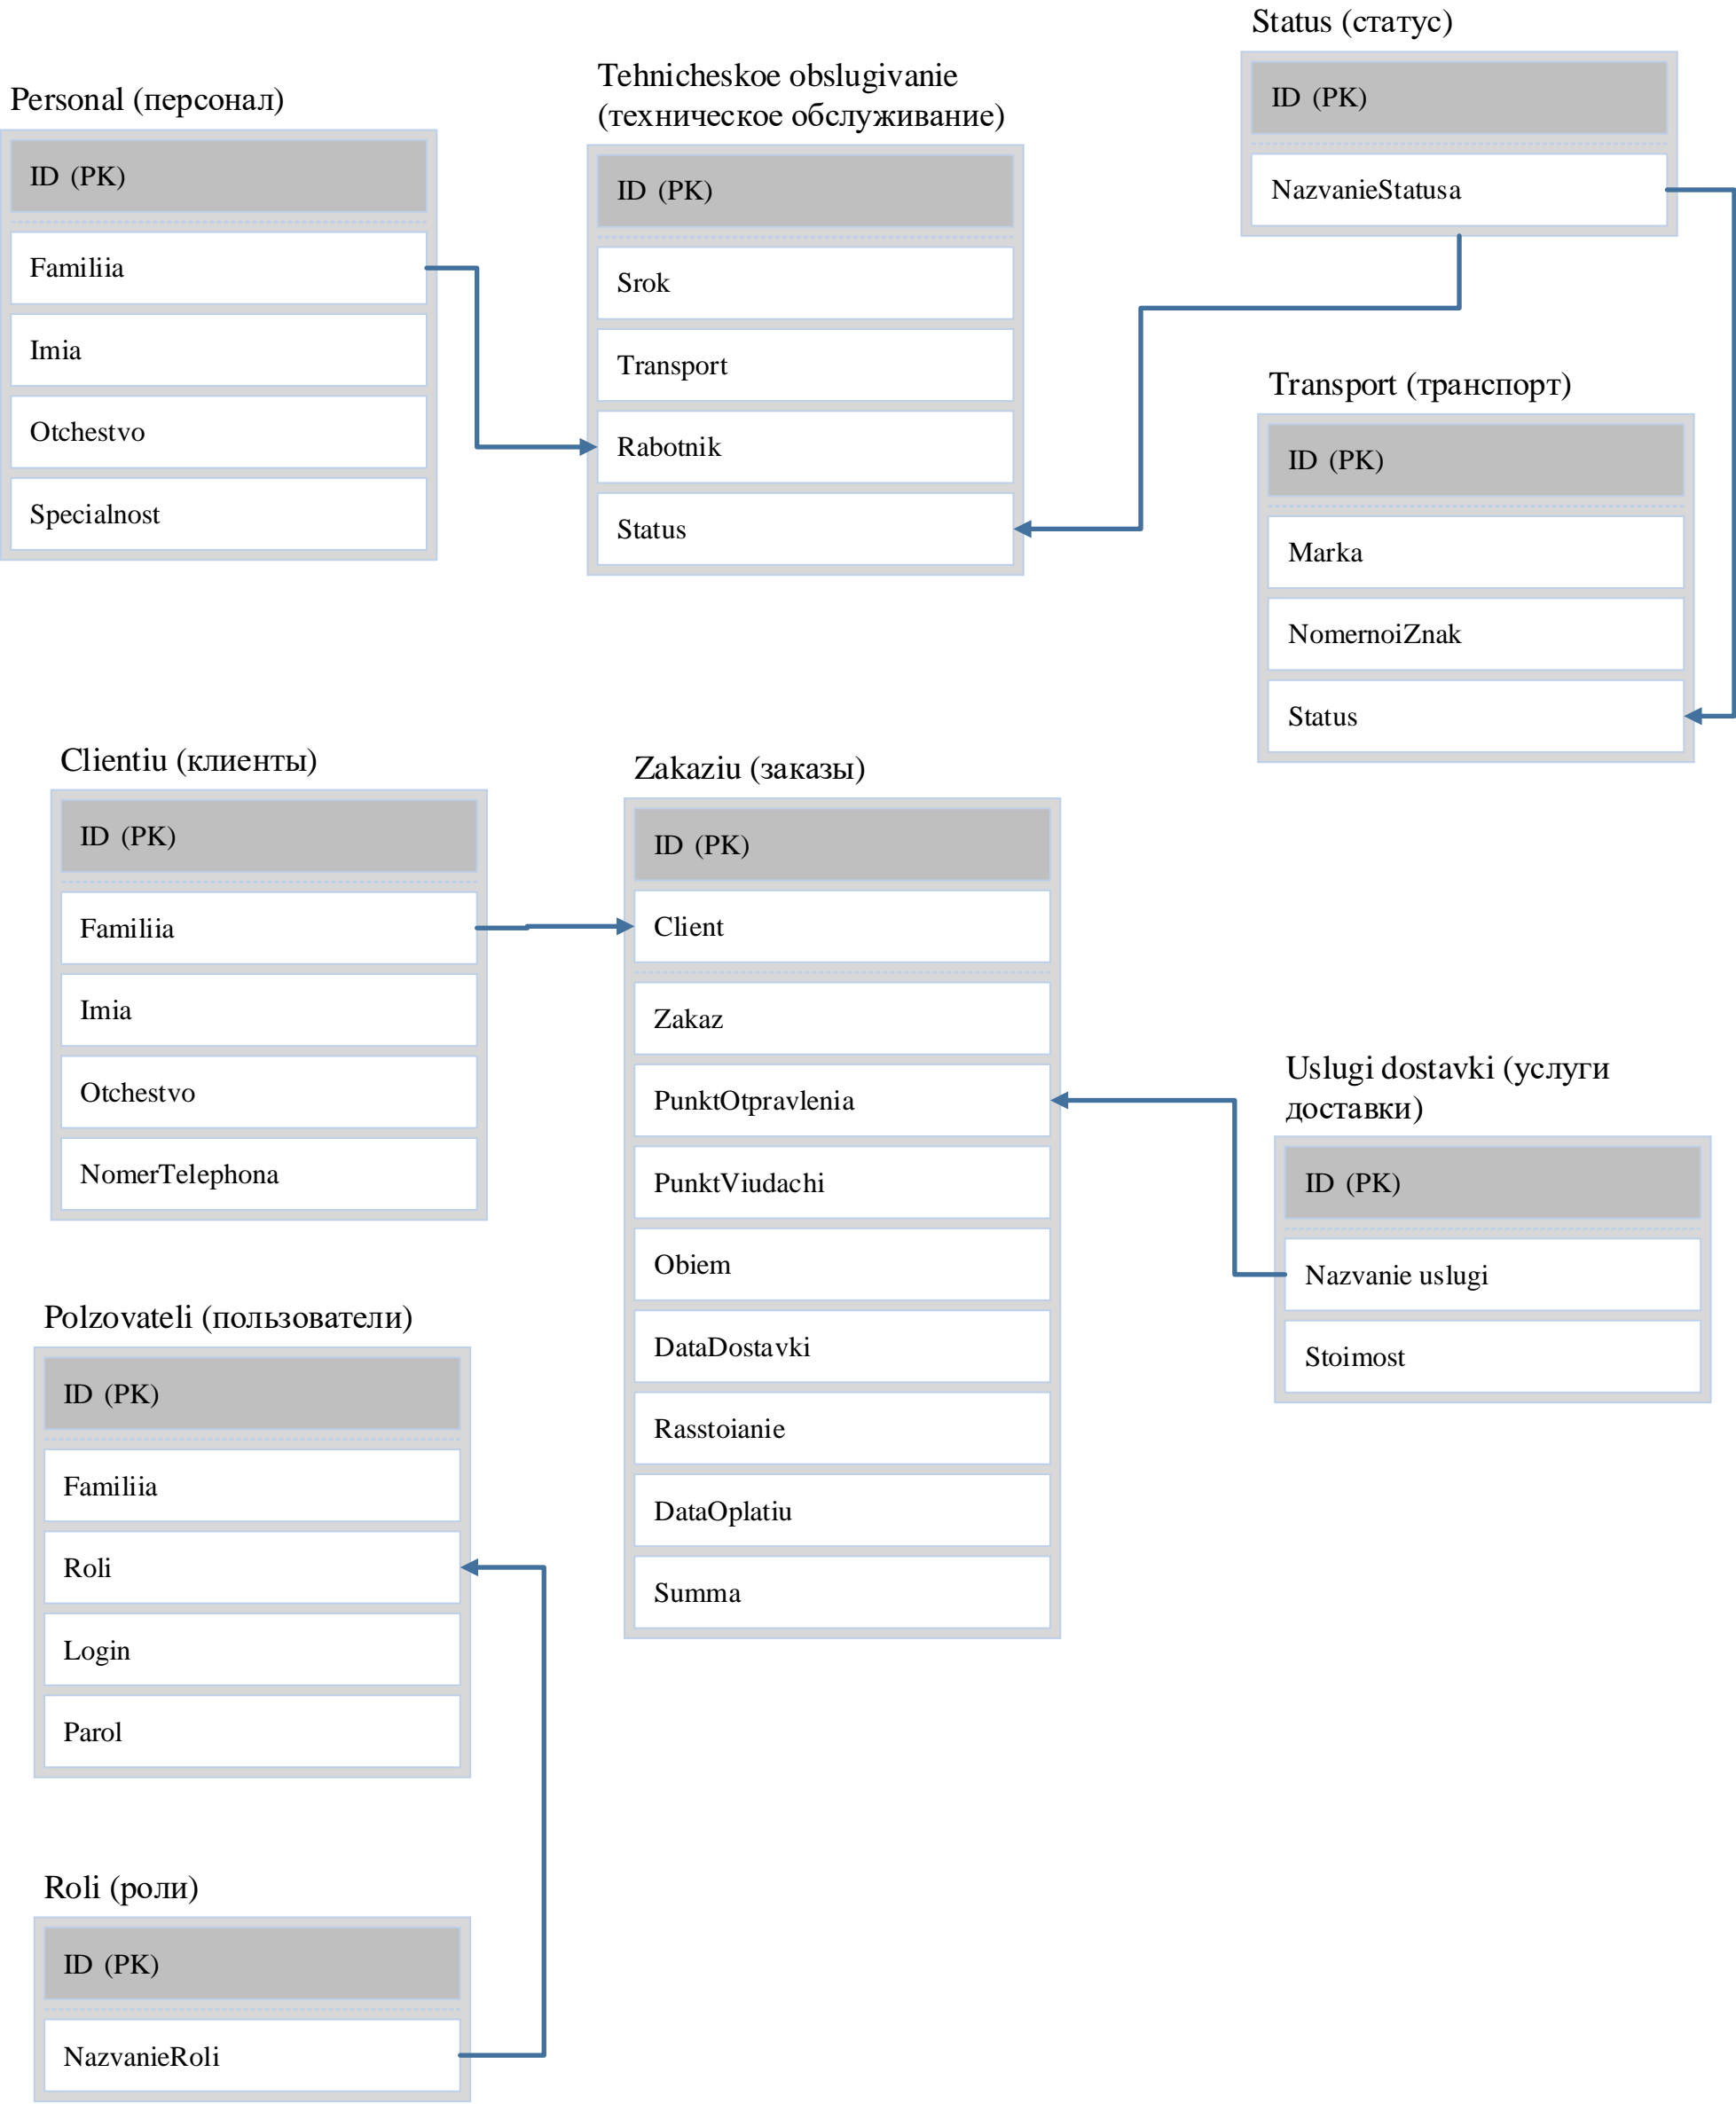 Personal (персонал)
ID (PK)
Familiia
Imia
Otchestvo
Specialnost
Tehnicheskoe obslugivanie
(техническое обслуживание)
ID (PK)
Srok
Transport
Rabotnik
Status
Status (статус)
ID (PK)
NazvanieStatusa
Transport (транспорт)
ID (PK)
Marka
NomernoiZnak
Status
Clientiu (клиенты)
ID (PK)
Familiia
Imia
Otchestvo
NomerTelephona
Zakaziu (заказы)
ID (PK)
Client
Zakaz
PunktOtpravlenia
PunktViudachi
Obiem
DataDostavki
Rasstoianie
DataOplatiu
Summa
Uslugi dostavki (услуги
доставки)
ID (PK)
Nazvanie uslugi
Stoimost
Polzovateli (пользователи)
ID (PK)
Familiia
Roli
Login
Parol
Roli (роли)
ID (PK)
NazvanieRoli